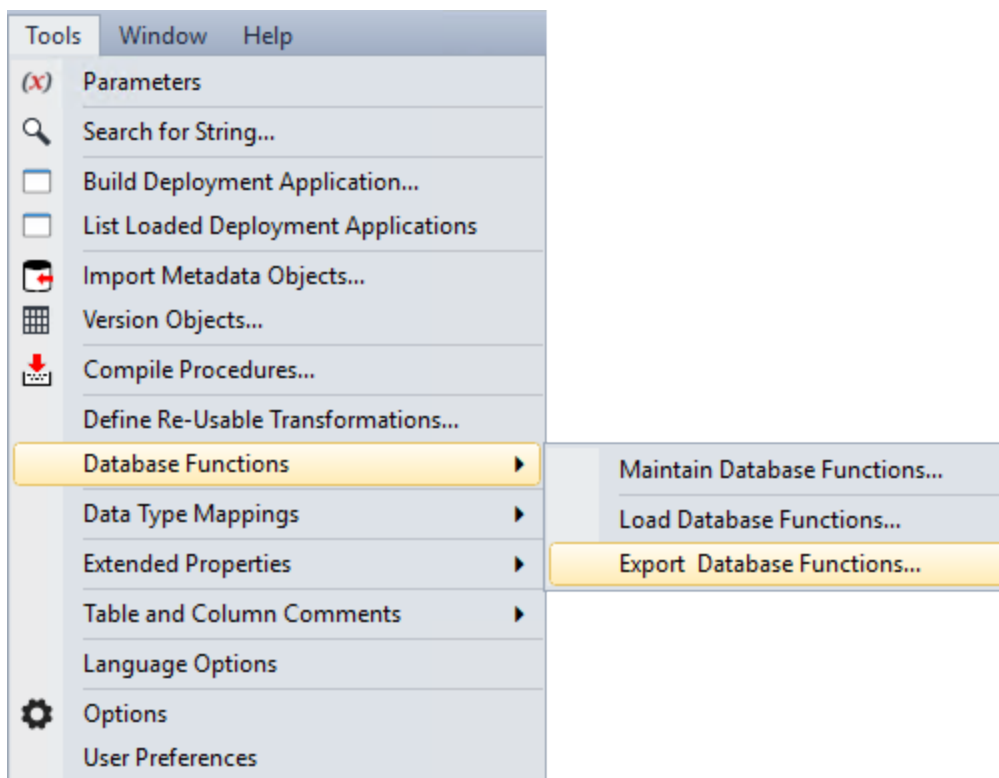 Tools Window Help
(x) Parameters
Search for String...
Build Deployment Application...
List Loaded Deployment Applications
Import Metadata Objects...
Version Objects...
Compile Procedures...
Define Re-Usable Transformations...
Database Functions
Maintain Database Functions...
Load Database Functions...
Export  Database Functions...
Data Type Mappings
Extended Properties
Table and Column Comments
Language Options
Options
User Preferences